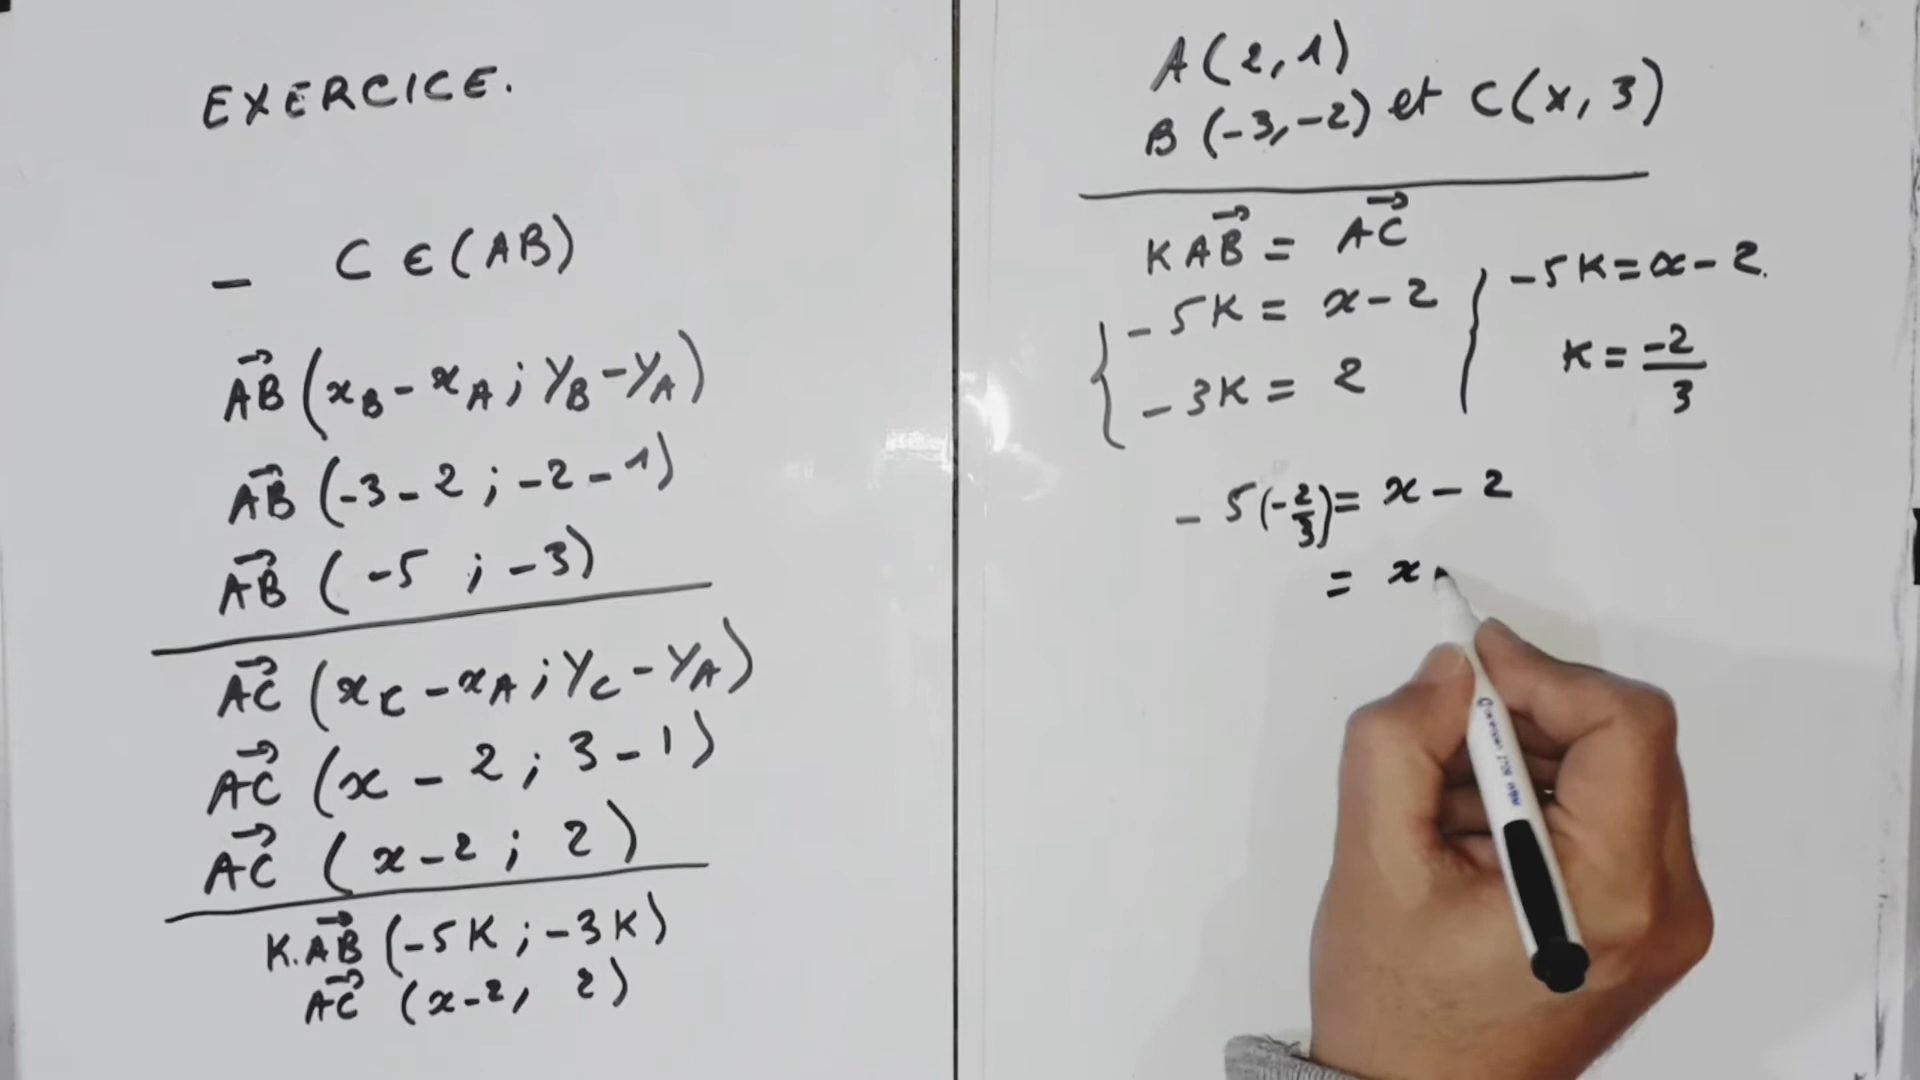 EXERCICE.
- C ∈ (AB)
AB (xB - xA ; yB - yA)
AB (-3 - 2 ; -2 - 1)
AB ( -5 ; -3)
AC (xC - xA ; yC - yA)
AC (x - 2 ; 3 - 1)
AC ( x - 2 ; 2 )
K.AB (-5K ; -3K)
AC (x-2, 2)
A(2,1)
B (-3,-2) et C(x, 3)
KAB = AC
-5K = x - 2
-3K = 2
-5K = x - 2.
K = -2/3
-5(-2/3) = x - 2
= x